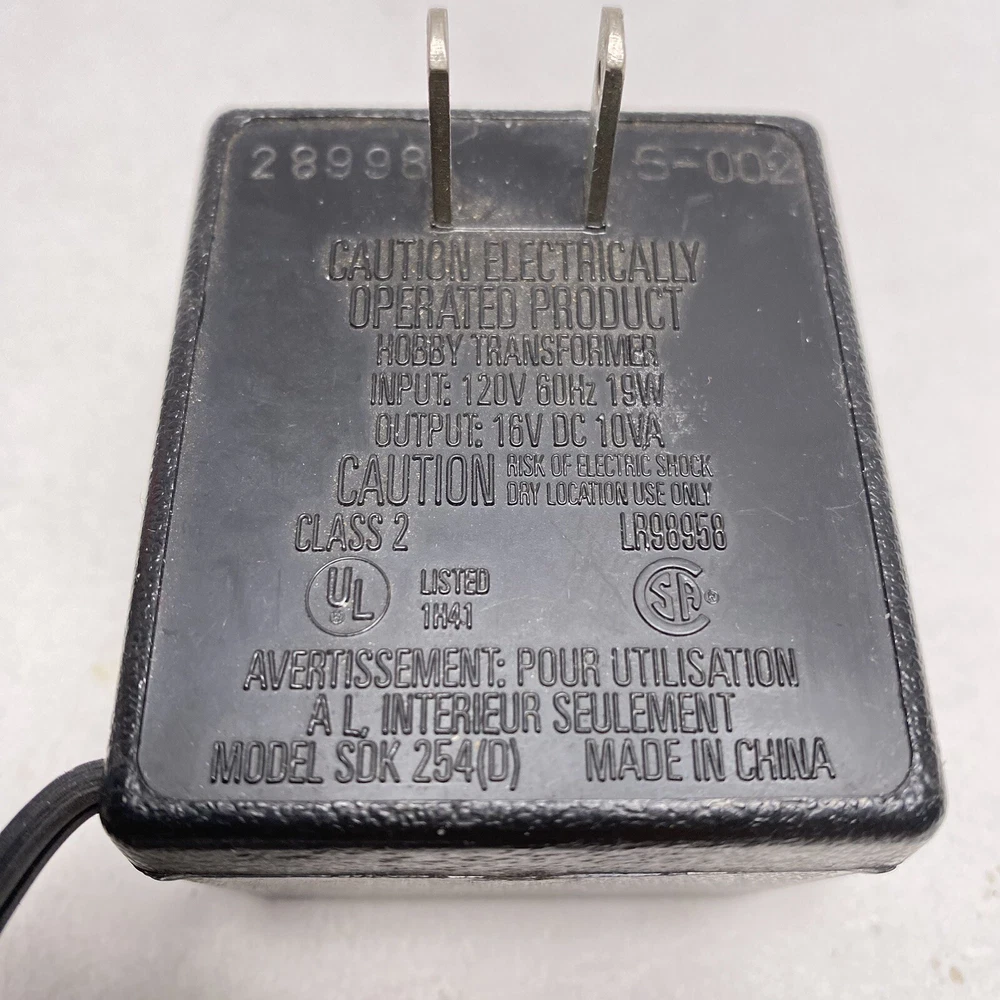 28998 S-002
CAUTION ELECTRICALLY
OPERATED PRODUCT
HOBBY TRANSFORMER
INPUT: 120V 60Hz 19W
OUTPUT: 16V DC 10VA
CAUTION RISK OF ELECTRIC SHOCK
DRY LOCATION USE ONLY
CLASS 2 LR98958
UL ® LISTED
1H41
CSA ®
AVERTISSEMENT: POUR UTILISATION
A L, INTERIEUR SEULEMENT
MODEL SDK 254(D) MADE IN CHINA